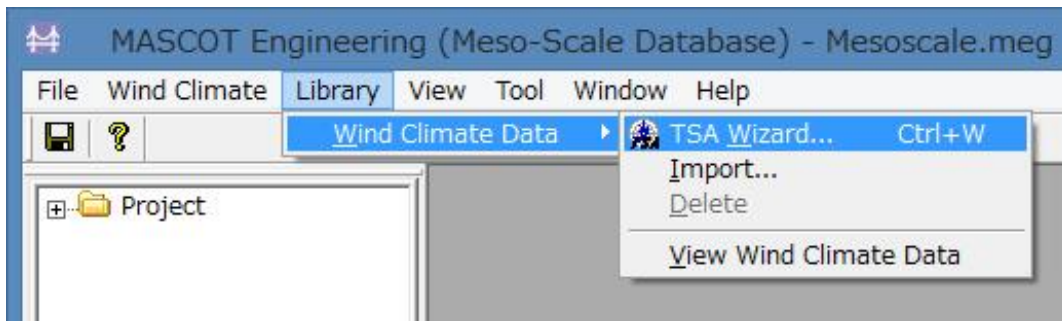 MASCOT Engineering (Meso-Scale Database) - Mesoscale.meg
File Wind Climate Library View Tool Window Help
Wind Climate Data
TSA Wizard... Ctrl+W
Import...
Delete
View Wind Climate Data
Project